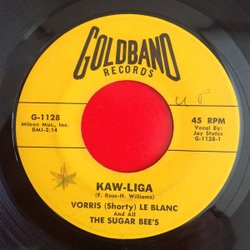 GOLDBAND
RECORDS
G-1128
Milene Mus., Inc.
BMI-2:14
45 RPM
Vocal By:
Jay Stutes
G-1128-1
KAW-LIGA
(F. Rose-H. Williams)
VORRIS (Shorty) LE BLANC
And All
THE SUGAR BEE'S